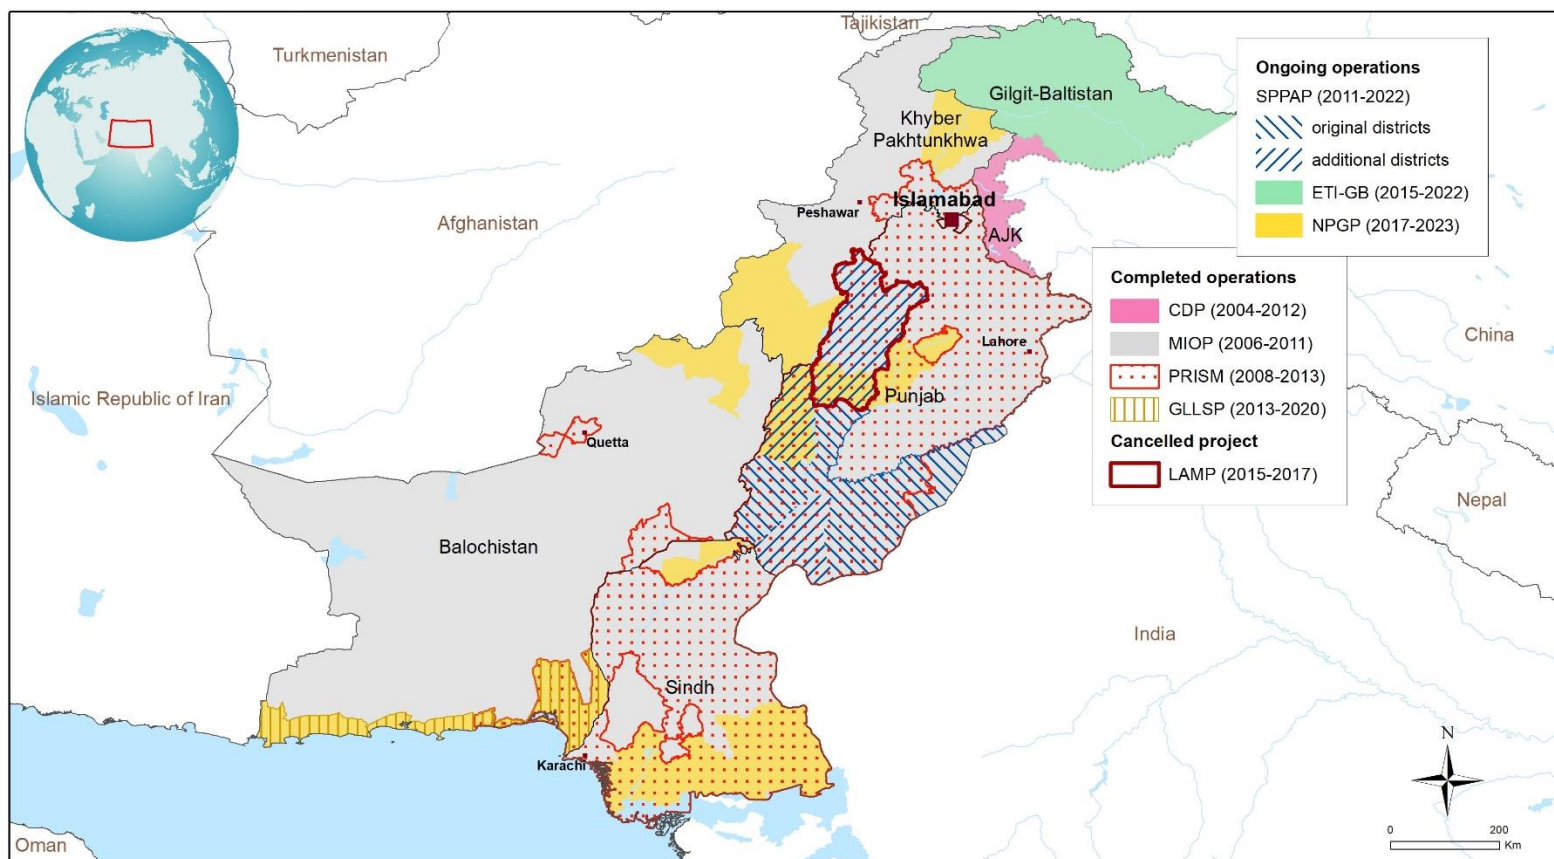 Tajikistan
Turkmenistan
Gilgit-Baltistan
Khyber
Pakhtunkhwa
Afghanistan
Peshawar
Islamabad
AJK
Lahore
China
Punjab
Islamic Republic of Iran
Quetta
Nepal
Balochistan
India
Sindh
Karachi
Oman
Ongoing operations
SPPAP (2011-2022)
original districts
additional districts
ETI-GB (2015-2022)
NPGP (2017-2023)
Completed operations
CDP (2004-2012)
MIOP (2006-2011)
PRISM (2008-2013)
GLLSP (2013-2020)
Cancelled project
LAMP (2015-2017)
N
0 200
Km